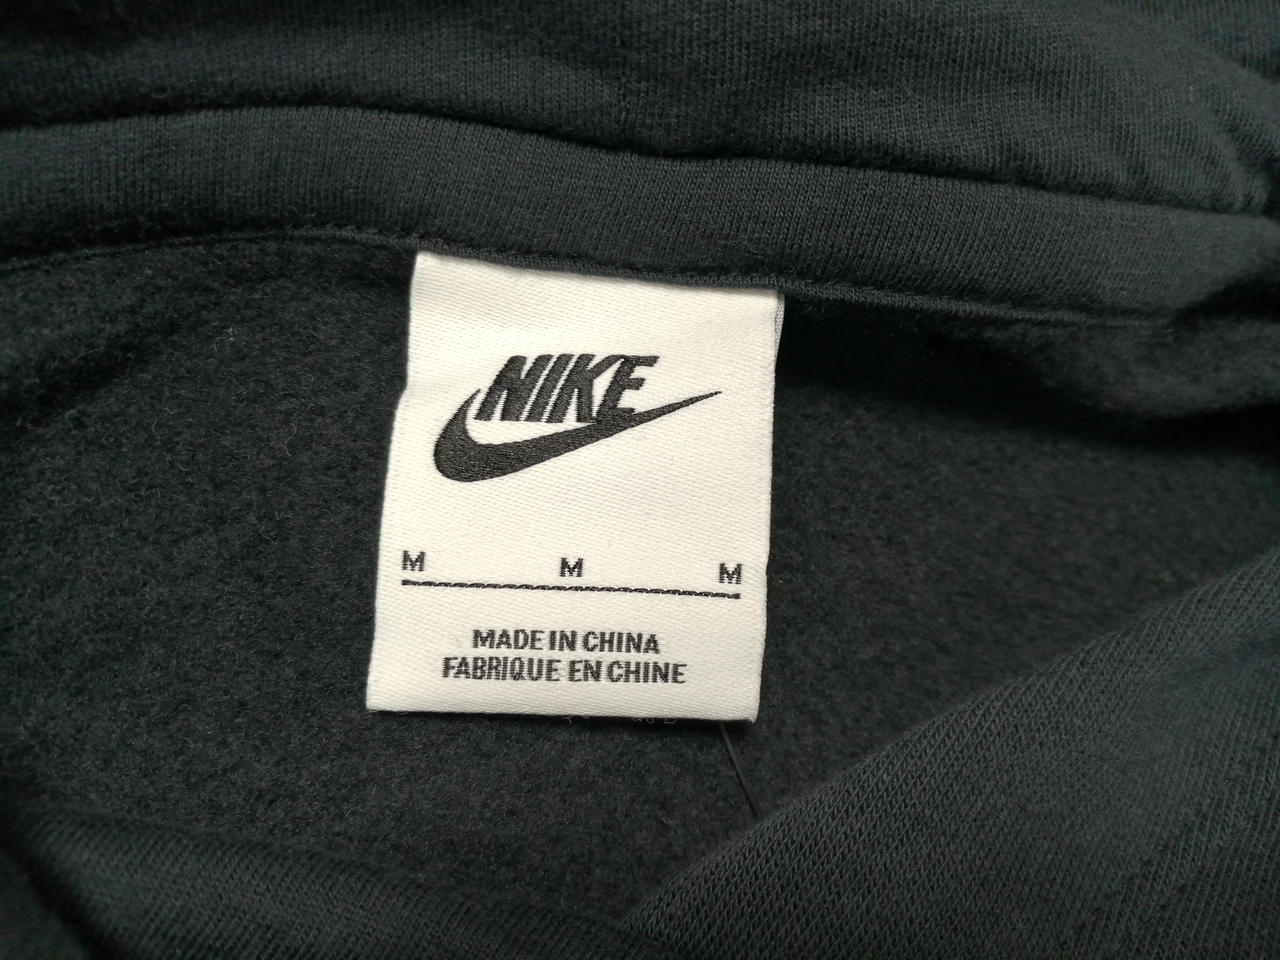 NIKE
M M M
MADE IN CHINA
FABRIQUE EN CHINE